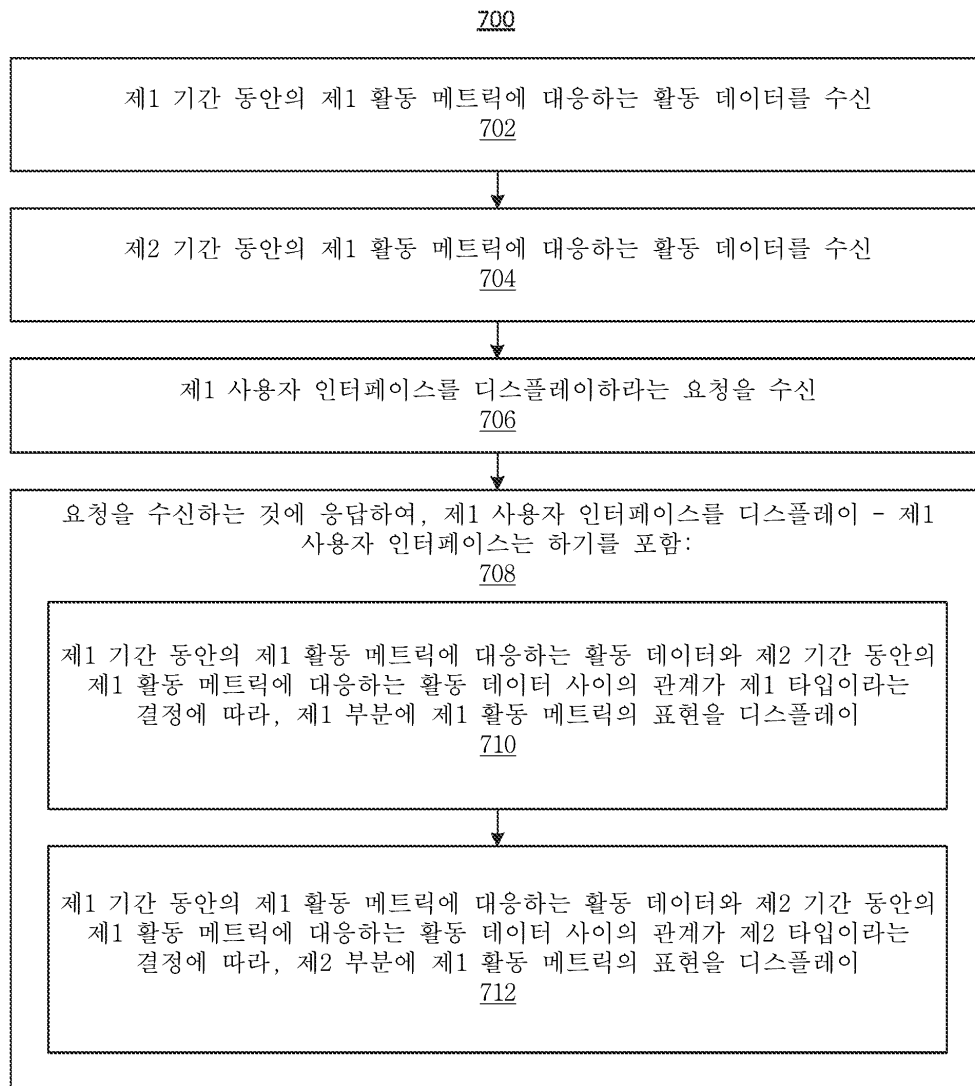 700
제1 기간 동안의 제1 활동 메트릭에 대응하는 활동 데이터를 수신
702
제2 기간 동안의 제1 활동 메트릭에 대응하는 활동 데이터를 수신
704
제1 사용자 인터페이스를 디스플레이하라는 요청을 수신
706
요청을 수신하는 것에 응답하여, 제1 사용자 인터페이스를 디스플레이 - 제1
사용자 인터페이스는 하기를 포함:
708
제1 기간 동안의 제1 활동 메트릭에 대응하는 활동 데이터와 제2 기간 동안의
제1 활동 메트릭에 대응하는 활동 데이터 사이의 관계가 제1 타입이라는
결정에 따라, 제1 부분에 제1 활동 메트릭의 표현을 디스플레이
710
제1 기간 동안의 제1 활동 메트릭에 대응하는 활동 데이터와 제2 기간 동안의
제1 활동 메트릭에 대응하는 활동 데이터 사이의 관계가 제2 타입이라는
결정에 따라, 제2 부분에 제1 활동 메트릭의 표현을 디스플레이
712